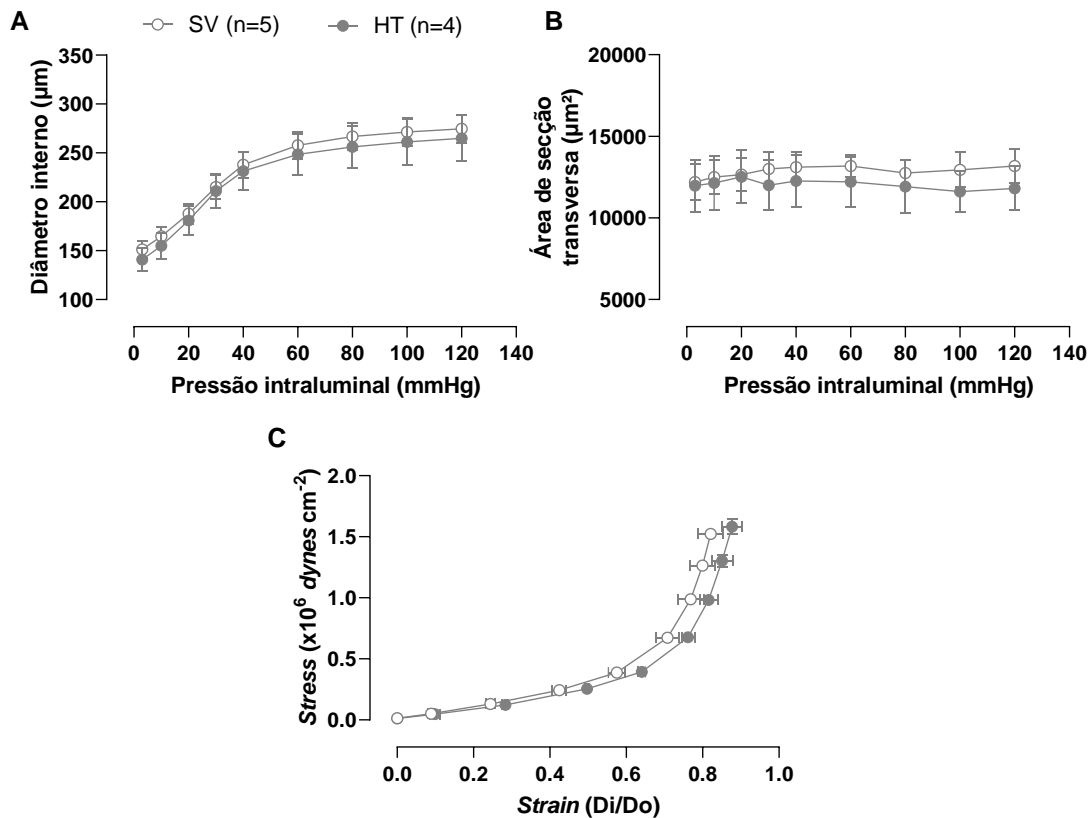 A
SV (n=5)
HT (n=4)
Diâmetro interno (µm)
350
300
250
200
150
100
0 20 40 60 80 100 120 140
Pressão intraluminal (mmHg)
B
Área de secção
transversa (µm²)
20000
15000
10000
5000
0 20 40 60 80 100 120 140
Pressão intraluminal (mmHg)
C
Stress (x10⁶ dynes cm⁻²)
2.0
1.5
1.0
0.5
0.0
0.0 0.2 0.4 0.6 0.8 1.0
Strain (Di/Do)